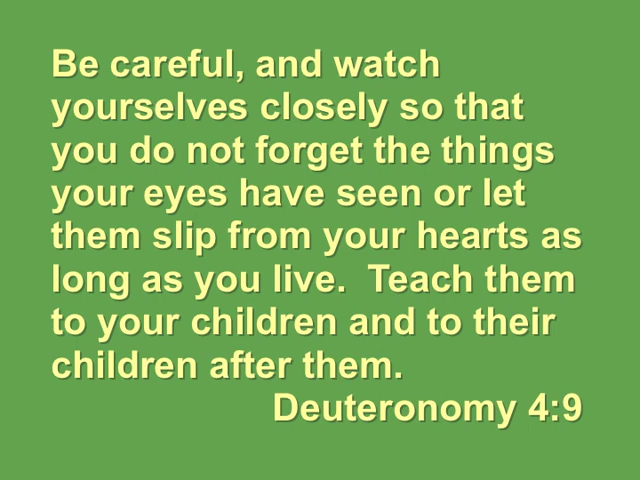 Be careful, and watch
yourselves closely so that
you do not forget the things
your eyes have seen or let
them slip from your hearts as
long as you live.  Teach them
to your children and to their
children after them.
Deuteronomy 4:9